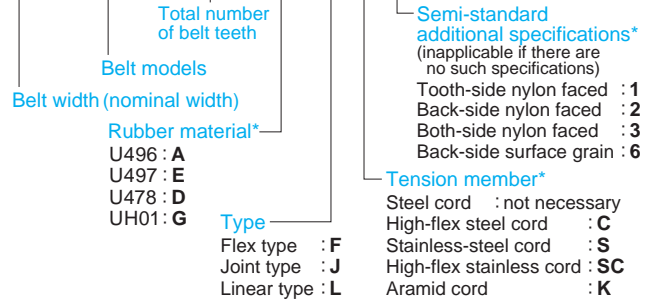 Total number
of belt teeth
Belt models
Belt width (nominal width)
Rubber material*
U496 : A
U497 : E
U478 : D
UH01 : G
Type
Flex type : F
Joint type : J
Linear type : L
Semi-standard
additional specifications*
(inapplicable if there are
no such specifications)
Tooth-side nylon faced : 1
Back-side nylon faced : 2
Both-side nylon faced : 3
Back-side surface grain : 6
Tension member*
Steel cord : not necessary
High-flex steel cord : C
Stainless-steel cord : S
High-flex stainless cord : SC
Aramid cord : K